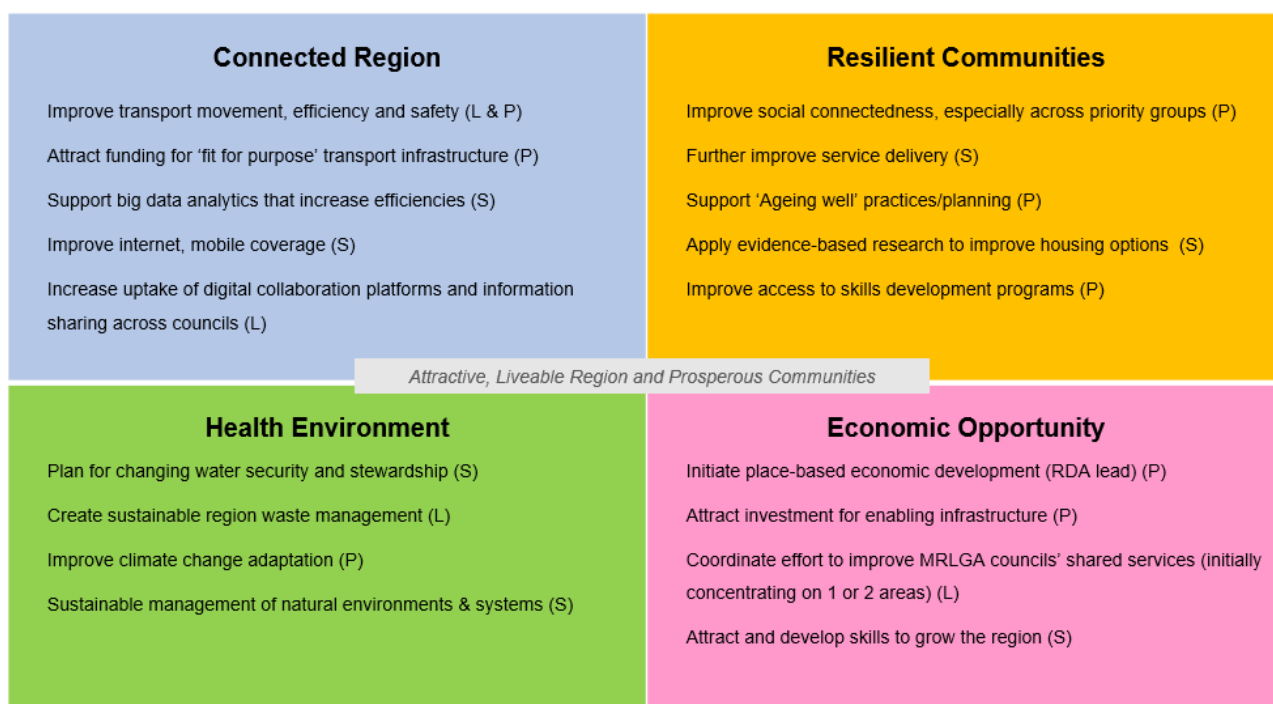 Connected Region
Improve transport movement, efficiency and safety (L & P)
Attract funding for ‘fit for purpose’ transport infrastructure (P)
Support big data analytics that increase efficiencies (S)
Improve internet, mobile coverage (S)
Increase uptake of digital collaboration platforms and information
sharing across councils (L)
Resilient Communities
Improve social connectedness, especially across priority groups (P)
Further improve service delivery (S)
Support ‘Ageing well’ practices/planning (P)
Apply evidence-based research to improve housing options (S)
Improve access to skills development programs (P)
Attractive, Liveable Region and Prosperous Communities
Health Environment
Plan for changing water security and stewardship (S)
Create sustainable region waste management (L)
Improve climate change adaptation (P)
Sustainable management of natural environments & systems (S)
Economic Opportunity
Initiate place-based economic development (RDA lead) (P)
Attract investment for enabling infrastructure (P)
Coordinate effort to improve MRLGA councils’ shared services (initially
concentrating on 1 or 2 areas) (L)
Attract and develop skills to grow the region (S)